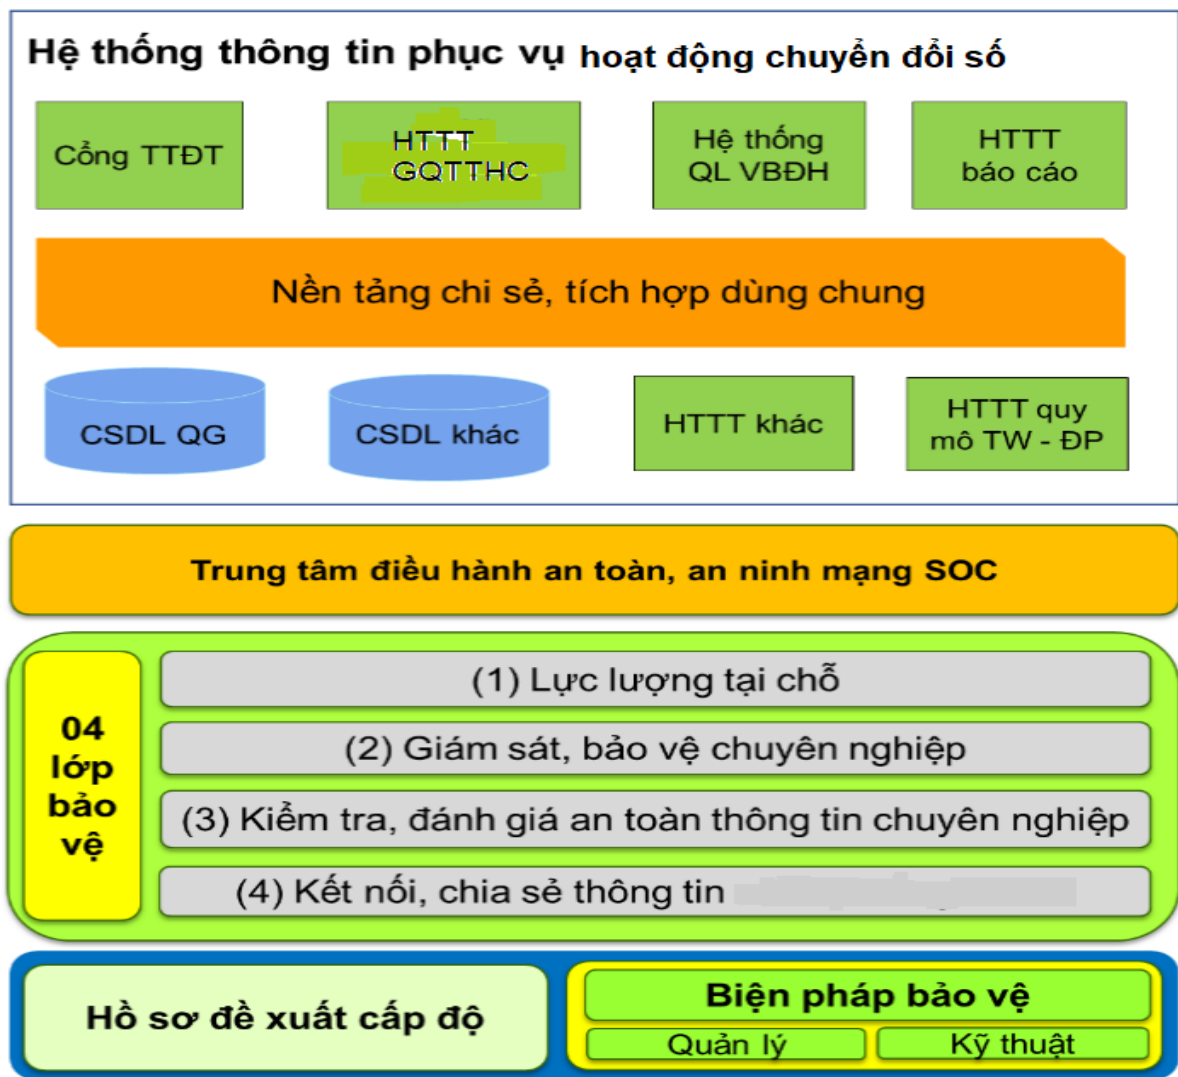 Hệ thống thông tin phục vụ hoạt động chuyển đổi số
Cổng TTĐT
HTTT
GQTTHC
Hệ thống
QL VBĐH
HTTT
báo cáo
Nền tảng chi sẻ, tích hợp dùng chung
CSDL QG
CSDL khác
HTTT khác
HTTT quy
mô TW - ĐP
Trung tâm điều hành an toàn, an ninh mạng SOC
04
lớp
bảo
vệ
(1) Lực lượng tại chỗ
(2) Giám sát, bảo vệ chuyên nghiệp
(3) Kiểm tra, đánh giá an toàn thông tin chuyên nghiệp
(4) Kết nối, chia sẻ thông tin
Hồ sơ đề xuất cấp độ
Biện pháp bảo vệ
Quản lý
Kỹ thuật